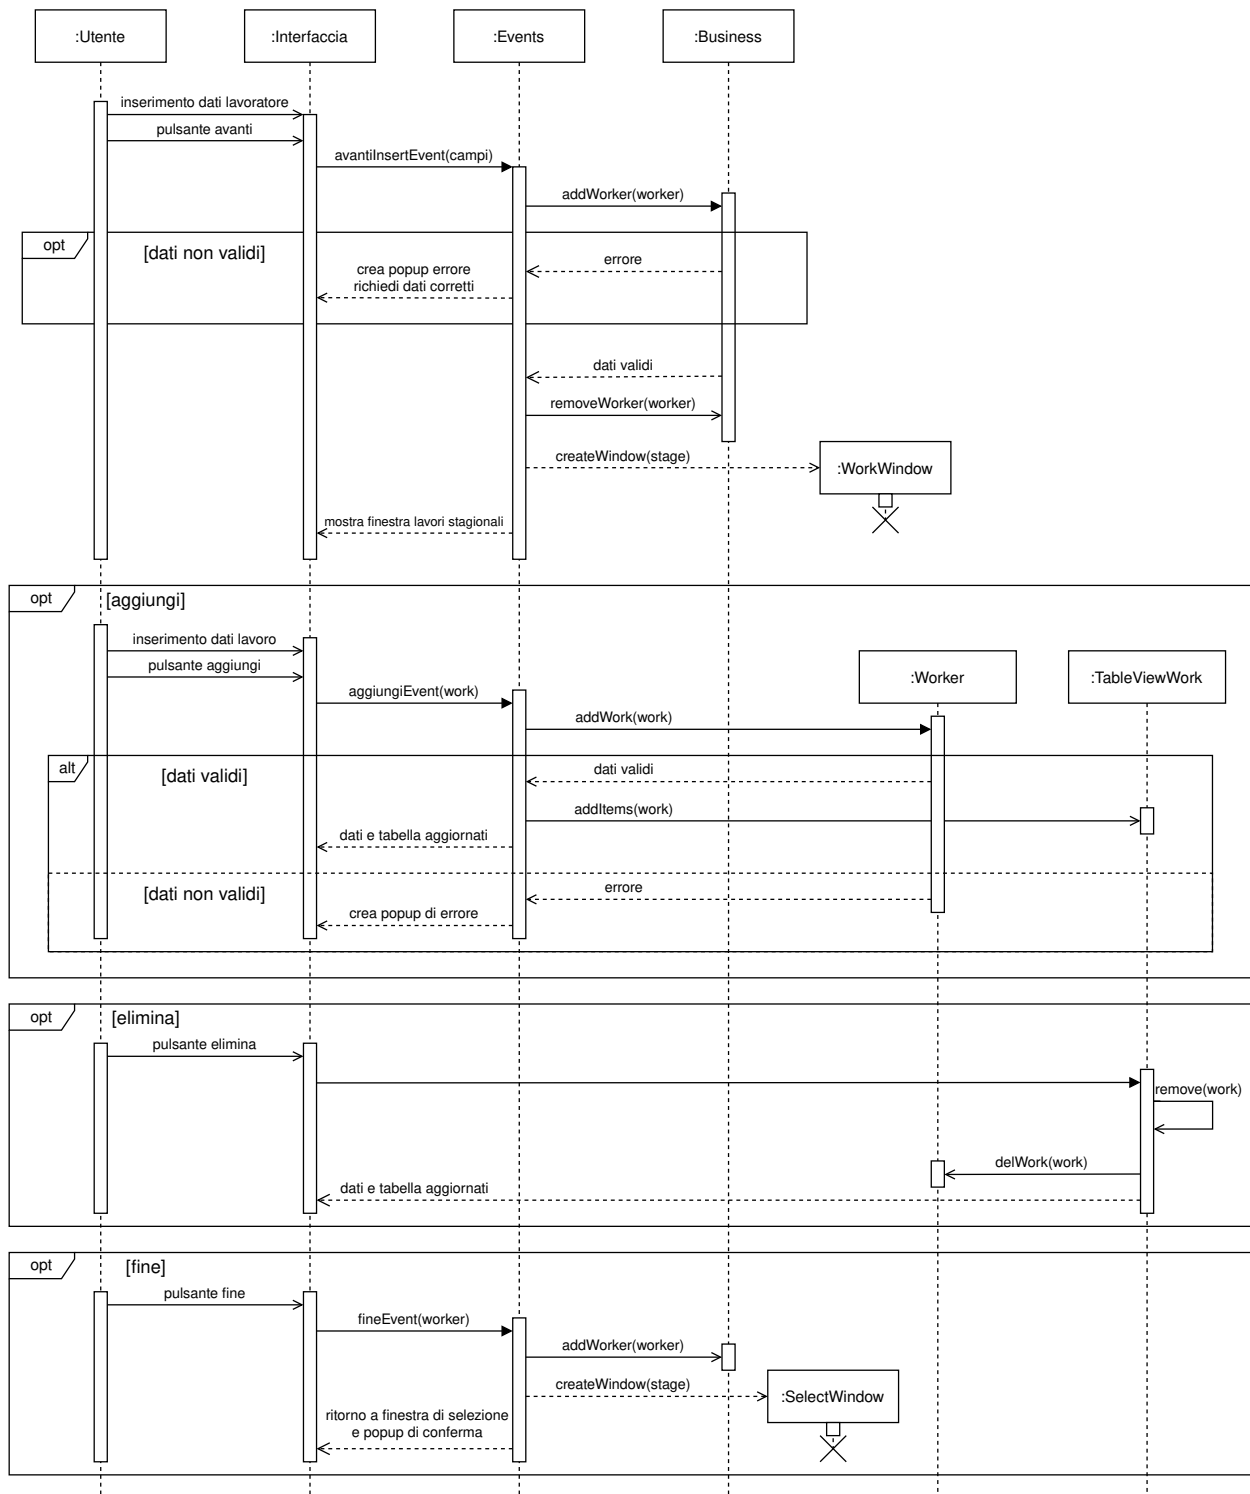 :Utente
:Interfaccia
:Events
:Business
inserimento dati lavoratore
pulsante avanti
avantiInsertEvent(campi)
addWorker(worker)
opt
[dati non validi]
errore
crea popup errore
richiedi dati corretti
dati validi
removeWorker(worker)
createWindow(stage)
:WorkWindow
mostra finestra lavori stagionali
opt
[aggiungi]
inserimento dati lavoro
pulsante aggiungi
:Worker
:TableViewWork
aggiungiEvent(work)
addWork(work)
alt
[dati validi]
dati validi
addItems(work)
dati e tabella aggiornati
[dati non validi]
errore
crea popup di errore
opt
[elimina]
pulsante elimina
remove(work)
delWork(work)
dati e tabella aggiornati
opt
[fine]
pulsante fine
fineEvent(worker)
addWorker(worker)
createWindow(stage)
:SelectWindow
ritorno a finestra di selezione
e popup di conferma